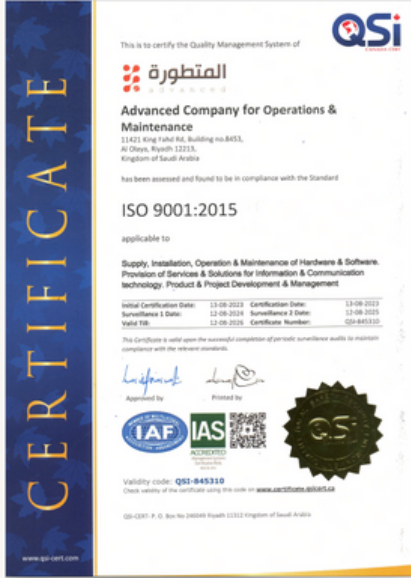 QSi
CANADA CERT
This is to certify the Quality Management System of
المتطورة
advanced
Advanced Company for Operations &
Maintenance
11421 King Fahd Rd, Building no.8453,
Al Olaya, Riyadh 12213,
Kingdom of Saudi Arabia
has been assessed and found to be in compliance with the Standard
ISO 9001:2015
applicable to
Supply, Installation, Operation & Maintenance of Hardware & Software.
Provision of Services & Solutions for Information & Communication
technology. Product & Project Development & Management
Initial Certification Date: 13-08-2023 Certification Date: 13-08-2023
Surveillance 1 Date: 12-08-2024 Surveillance 2 Date: 12-08-2025
Valid Till: 12-08-2026 Certificate Number: QSI-845310
This Certificate is valid upon the successful completion of periodic surveillance audits to maintain
compliance with the relevant standards.
Approved by Printed by
IAF
IAS
ACCREDITED
QSi
Validity code: QSI-845310
Check validity of the certificate using this code on www.certificate.qsicert.ca
QSI-CERT- P. O. Box No 246049 Riyadh 11312 Kingdom of Saudi Arabia
CERTIFICATE
www.qsi-cert.com